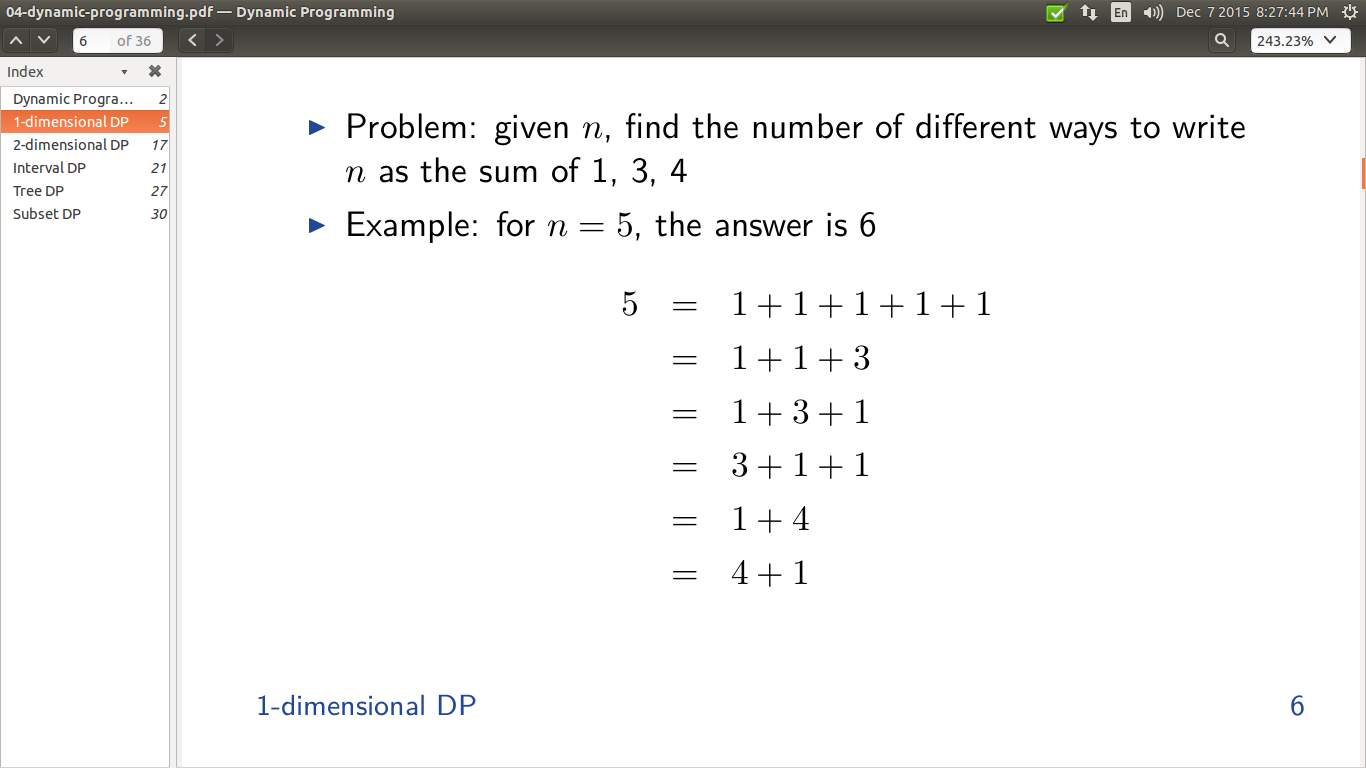 04-dynamic-programming.pdf — Dynamic Programming
En
Dec 7 2015 8:27:44 PM
6 of 36
243.23%
Index
Dynamic Progra... 2
1-dimensional DP 5
2-dimensional DP 17
Interval DP 21
Tree DP 27
Subset DP 30
Problem: given n, find the number of different ways to write
n as the sum of 1, 3, 4
Example: for n = 5, the answer is 6
5 = 1 + 1 + 1 + 1 + 1
= 1 + 1 + 3
= 1 + 3 + 1
= 3 + 1 + 1
= 1 + 4
= 4 + 1
1-dimensional DP 6